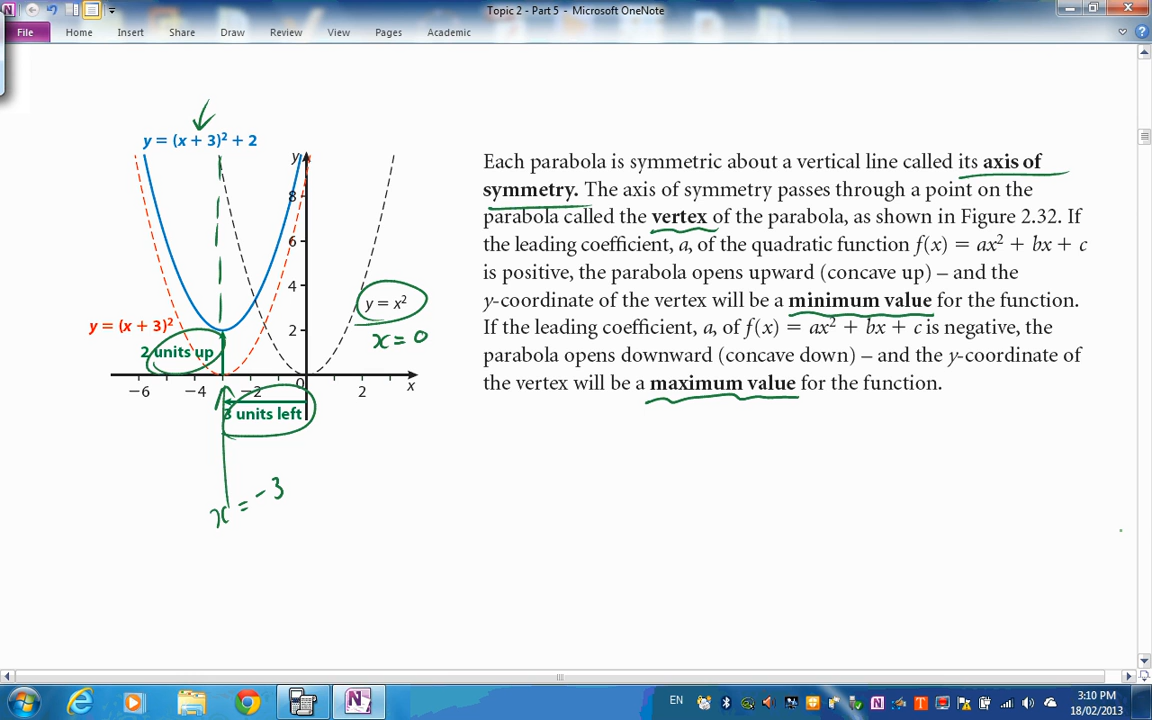 Topic 2 - Part 5 - Microsoft OneNote
File Home Insert Share Draw Review Pages Academic
y = (x + 3)² + 2
y
8
6
4
2
y = x²
x = 0
y = (x + 3)²
2 units up
−6 −4 −2 0 2 x
3 units left
x = -3
Each parabola is symmetric about a vertical line called its axis of
symmetry. The axis of symmetry passes through a point on the
parabola called the vertex of the parabola, as shown in Figure 2.32. If
the leading coefficient, a, of the quadratic function f(x) = ax² + bx + c
is positive, the parabola opens upward (concave up) – and the
y-coordinate of the vertex will be a minimum value for the function.
If the leading coefficient, a, of f(x) = ax² + bx + c is negative, the
parabola opens downward (concave down) – and the y-coordinate of
the vertex will be a maximum value for the function.
EN
3:10 PM
18/02/2013